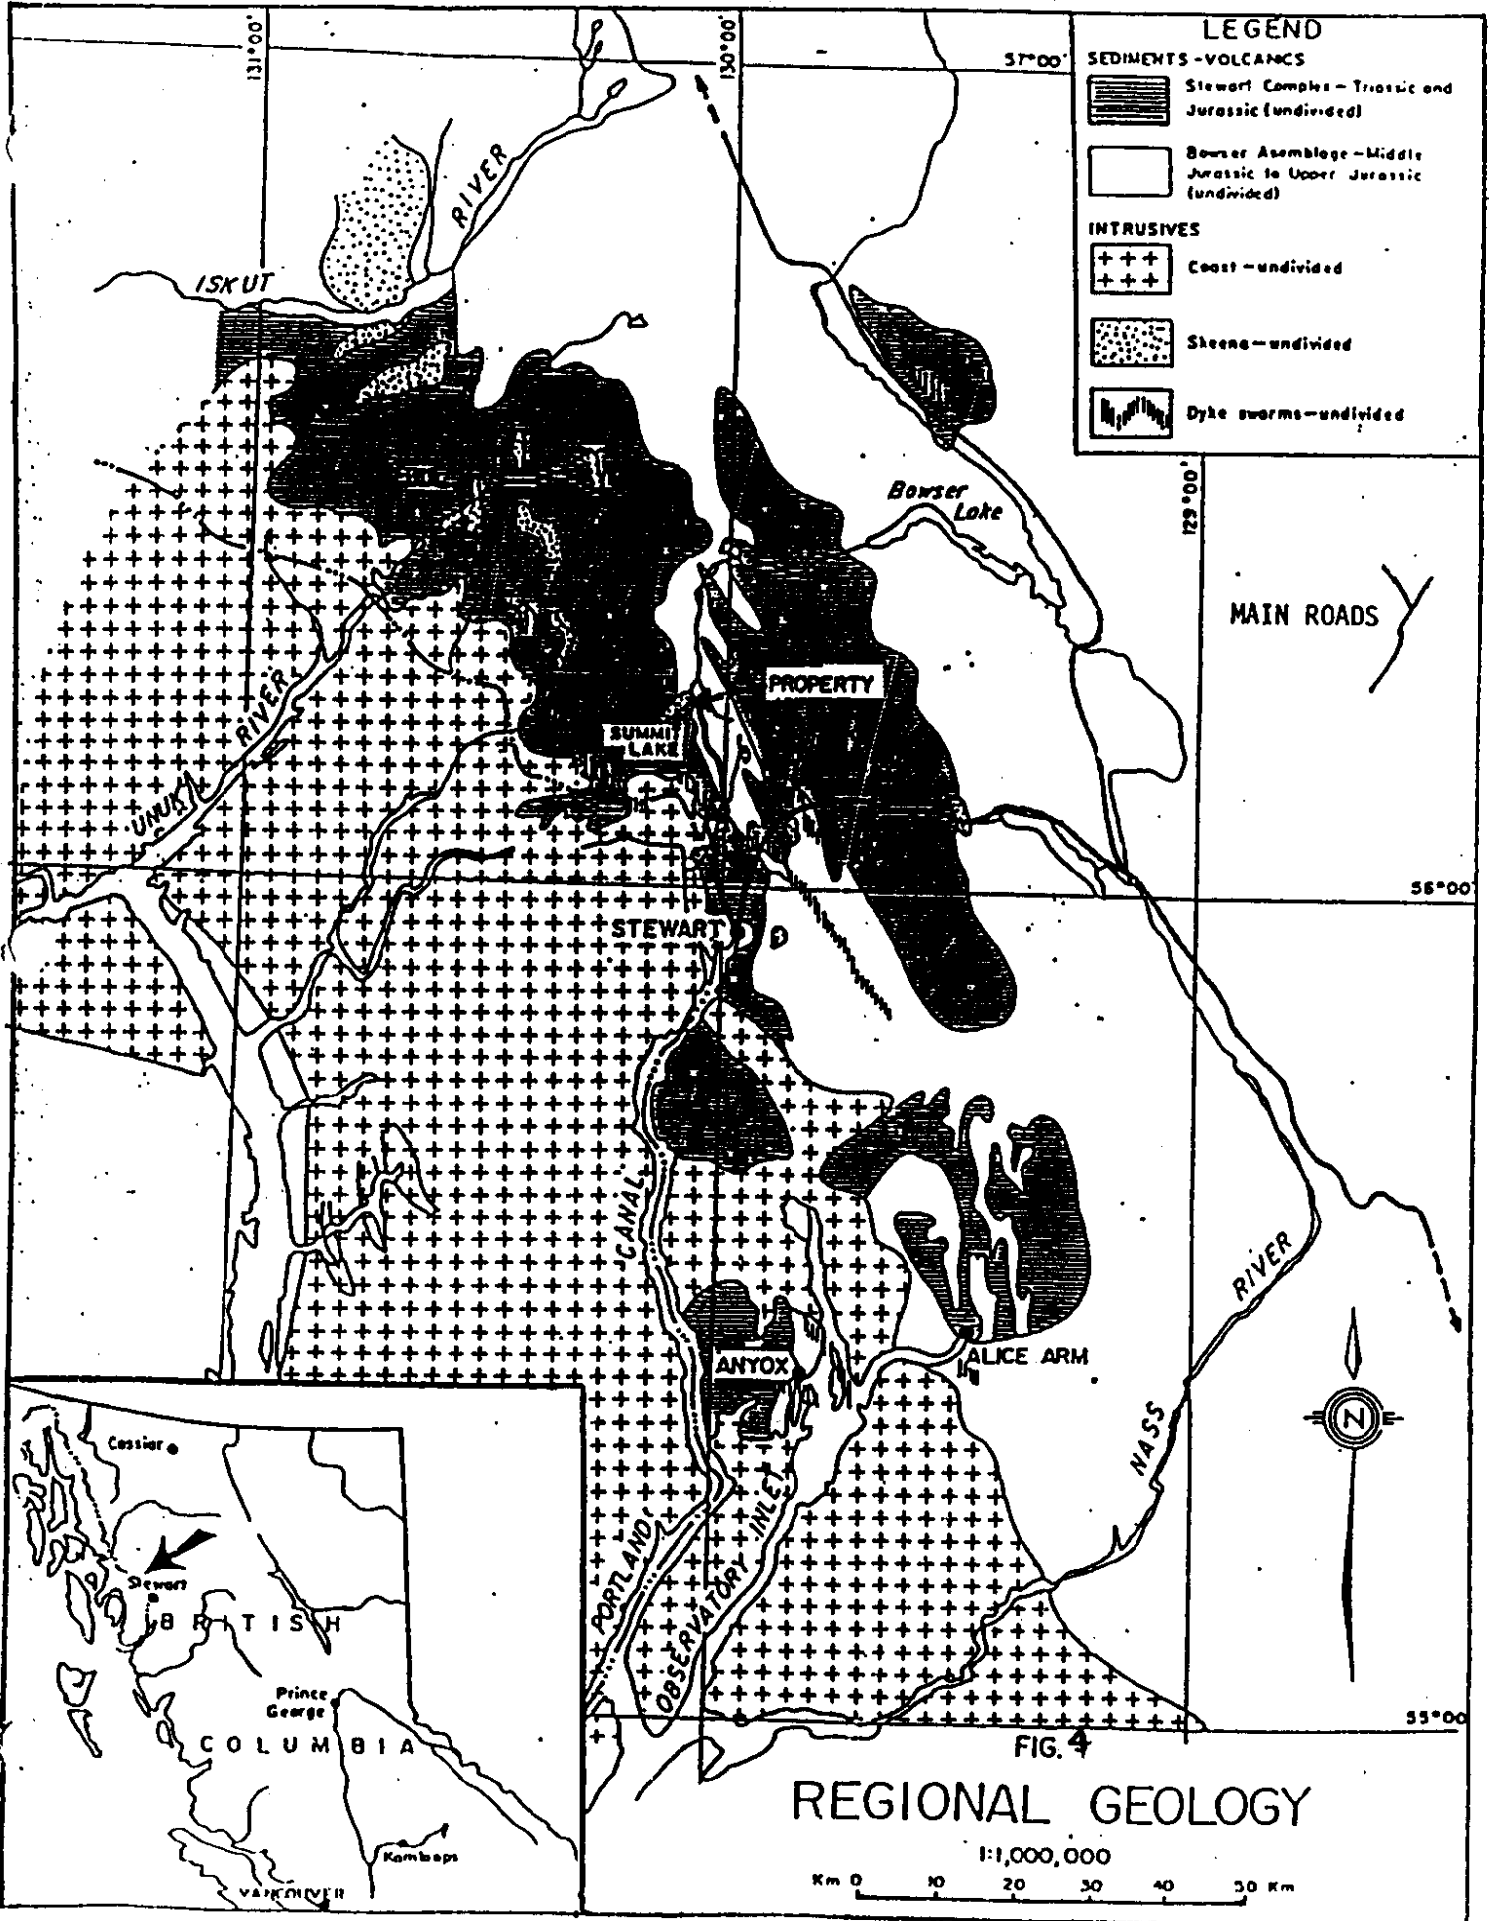 LEGEND
SEDIMENTS - VOLCANICS
Stewart Complex - Triassic and
Jurassic (undivided)
Bowser Asemblage - Middle
Jurassic to Upper Jurassic
(undivided)
INTRUSIVES
+ + +
+ + +
Coast - undivided
Skeena - undivided
Dyke swarms - undivided
131°00'
130°00'
57°00'
129°00'
RIVER
ISKUT
Bowser
Lake
MAIN ROADS
PROPERTY
SUMMIT
LAKE
RIVER
UNUK
56°00'
STEWART
CANAL
RIVER
ANYOX
ALICE ARM
NASS
N
PORTLAND
OBSERVATORY INLET
55°00'
Cassiar
Stewart
BRITISH
Prince
George
COLUMBIA
Kamloops
VANCOUVER
FIG. 4
REGIONAL GEOLOGY
1:1,000,000
Km 0 10 20 30 40 50 Km